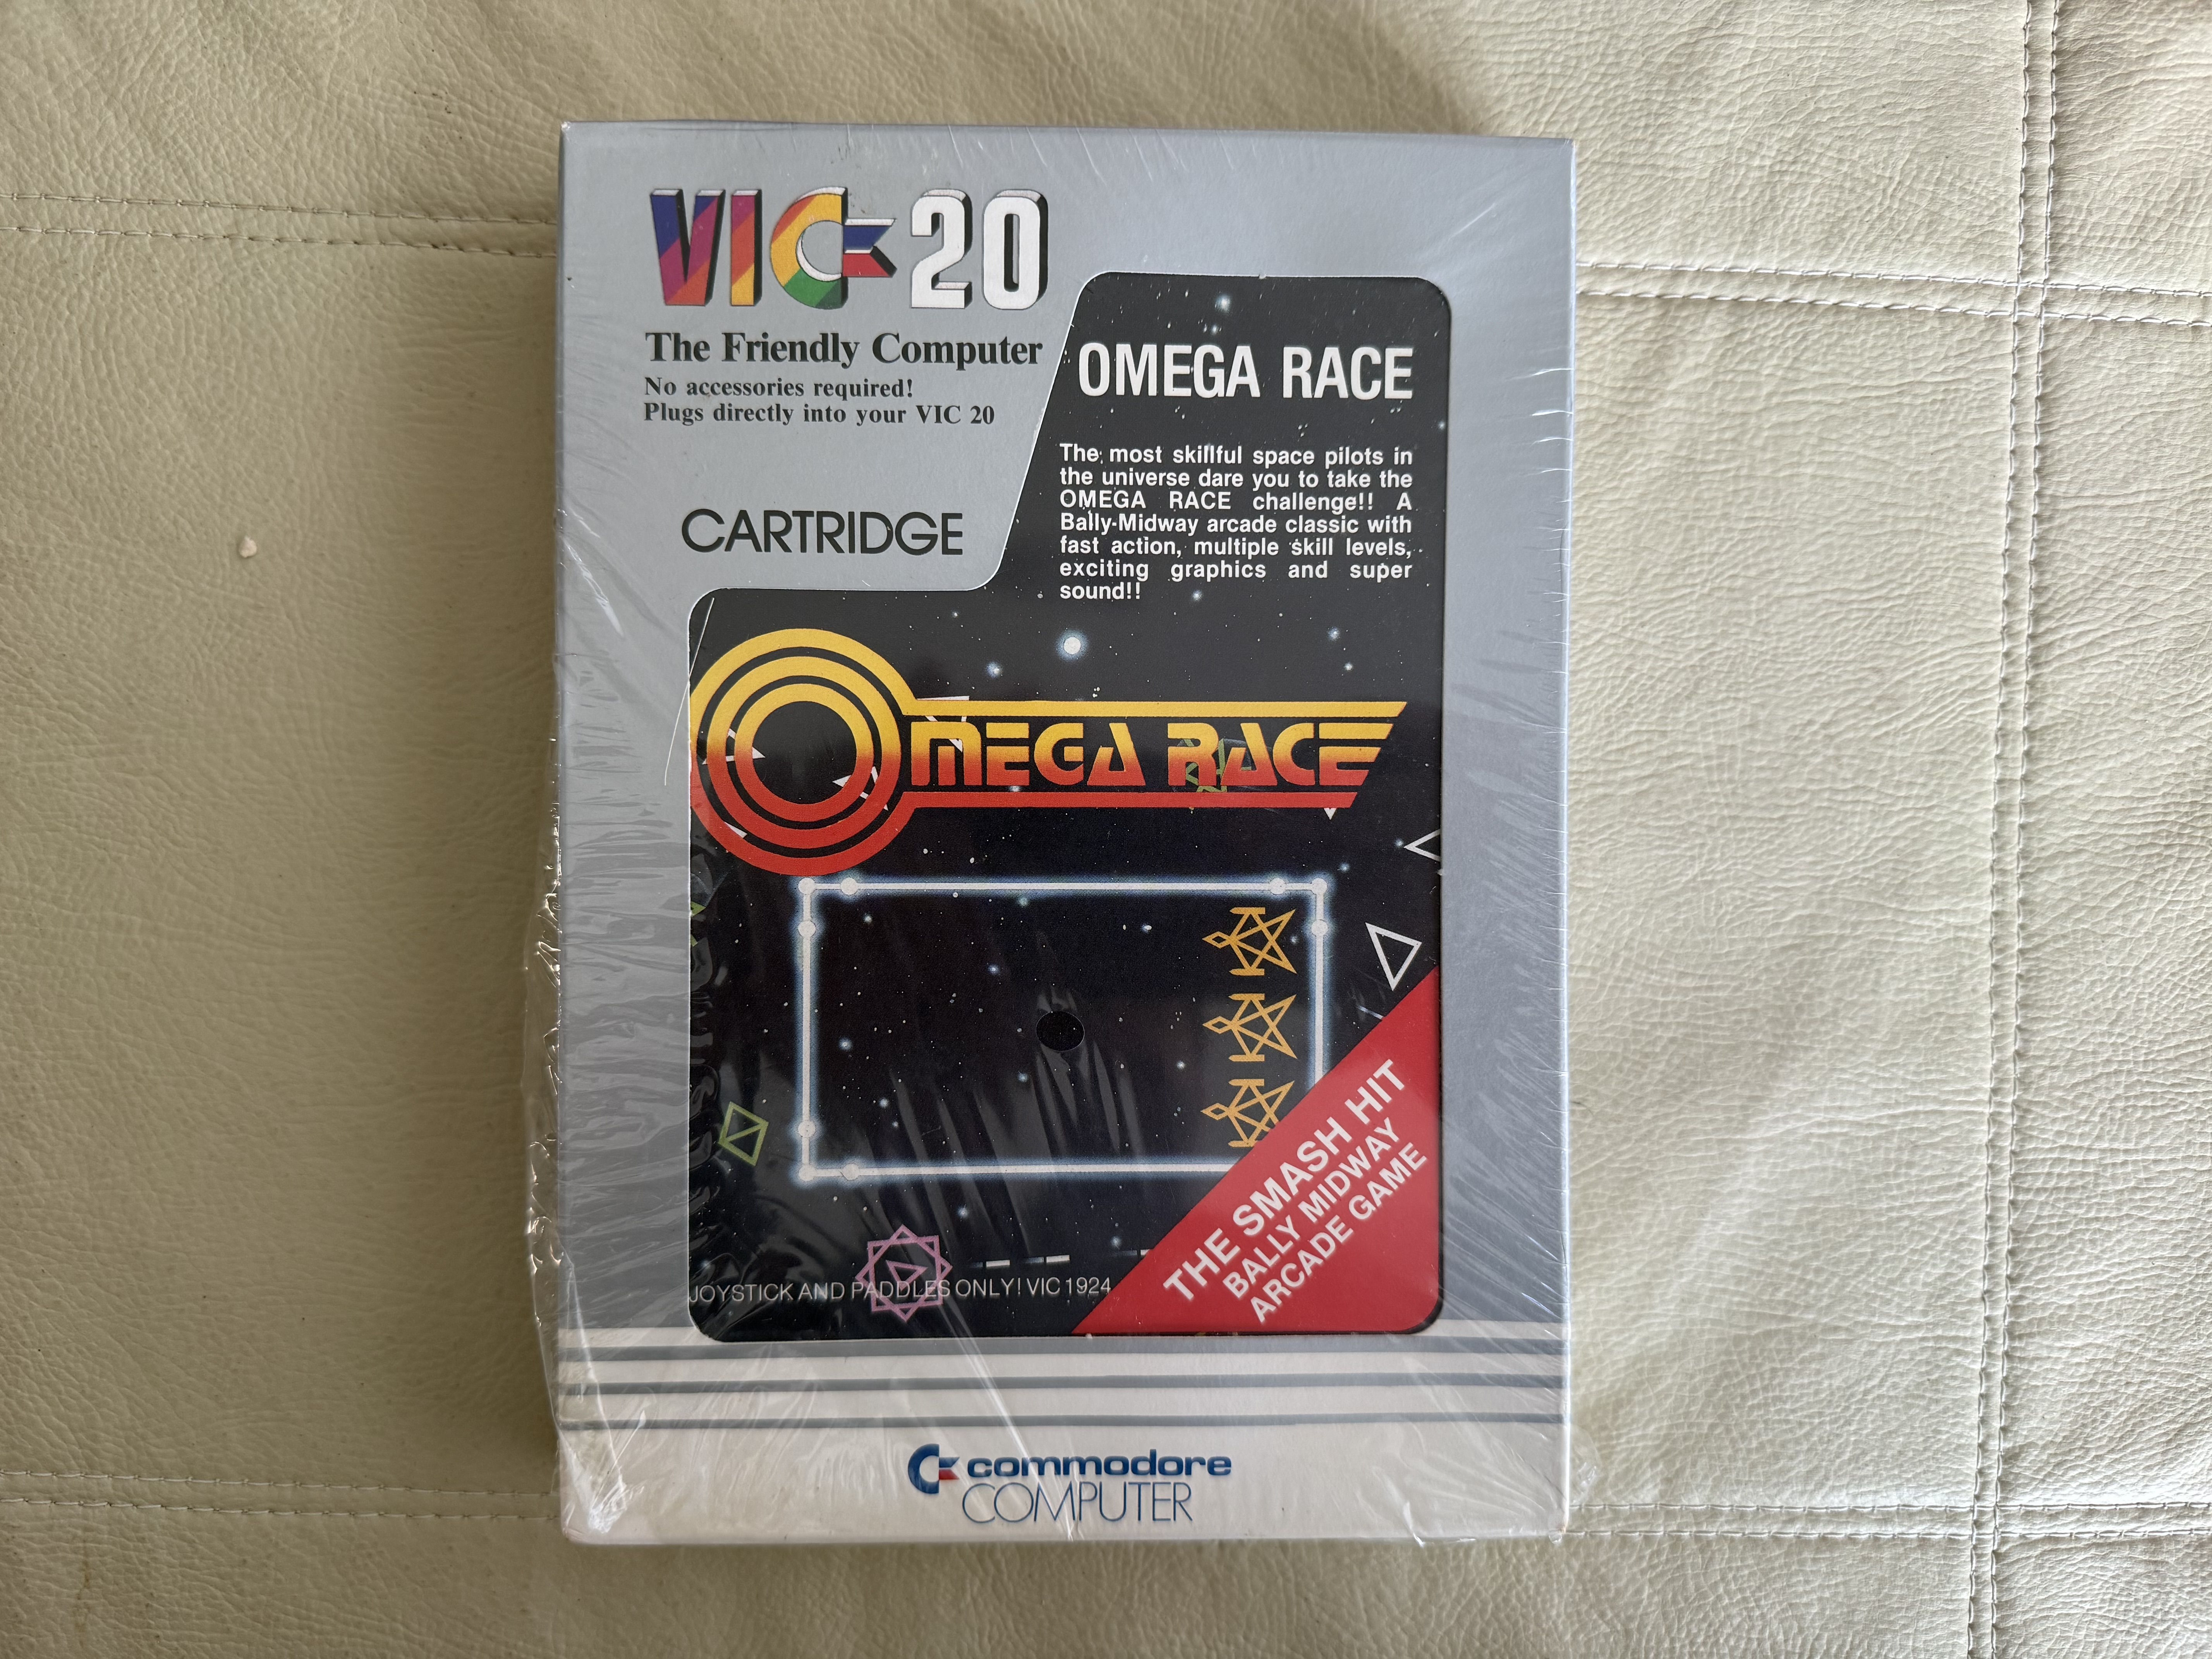 VIC 20
The Friendly Computer
No accessories required!
Plugs directly into your VIC 20
CARTRIDGE
OMEGA RACE
The most skillful space pilots in
the universe dare you to take the
OMEGA RACE challenge!! A
Bally-Midway arcade classic with
fast action, multiple skill levels,
exciting graphics and super
sound!!
OMEGA RACE
THE SMASH HIT
BALLY MIDWAY
ARCADE GAME
JOYSTICK AND PADDLES ONLY! VIC 1924
commodore
COMPUTER